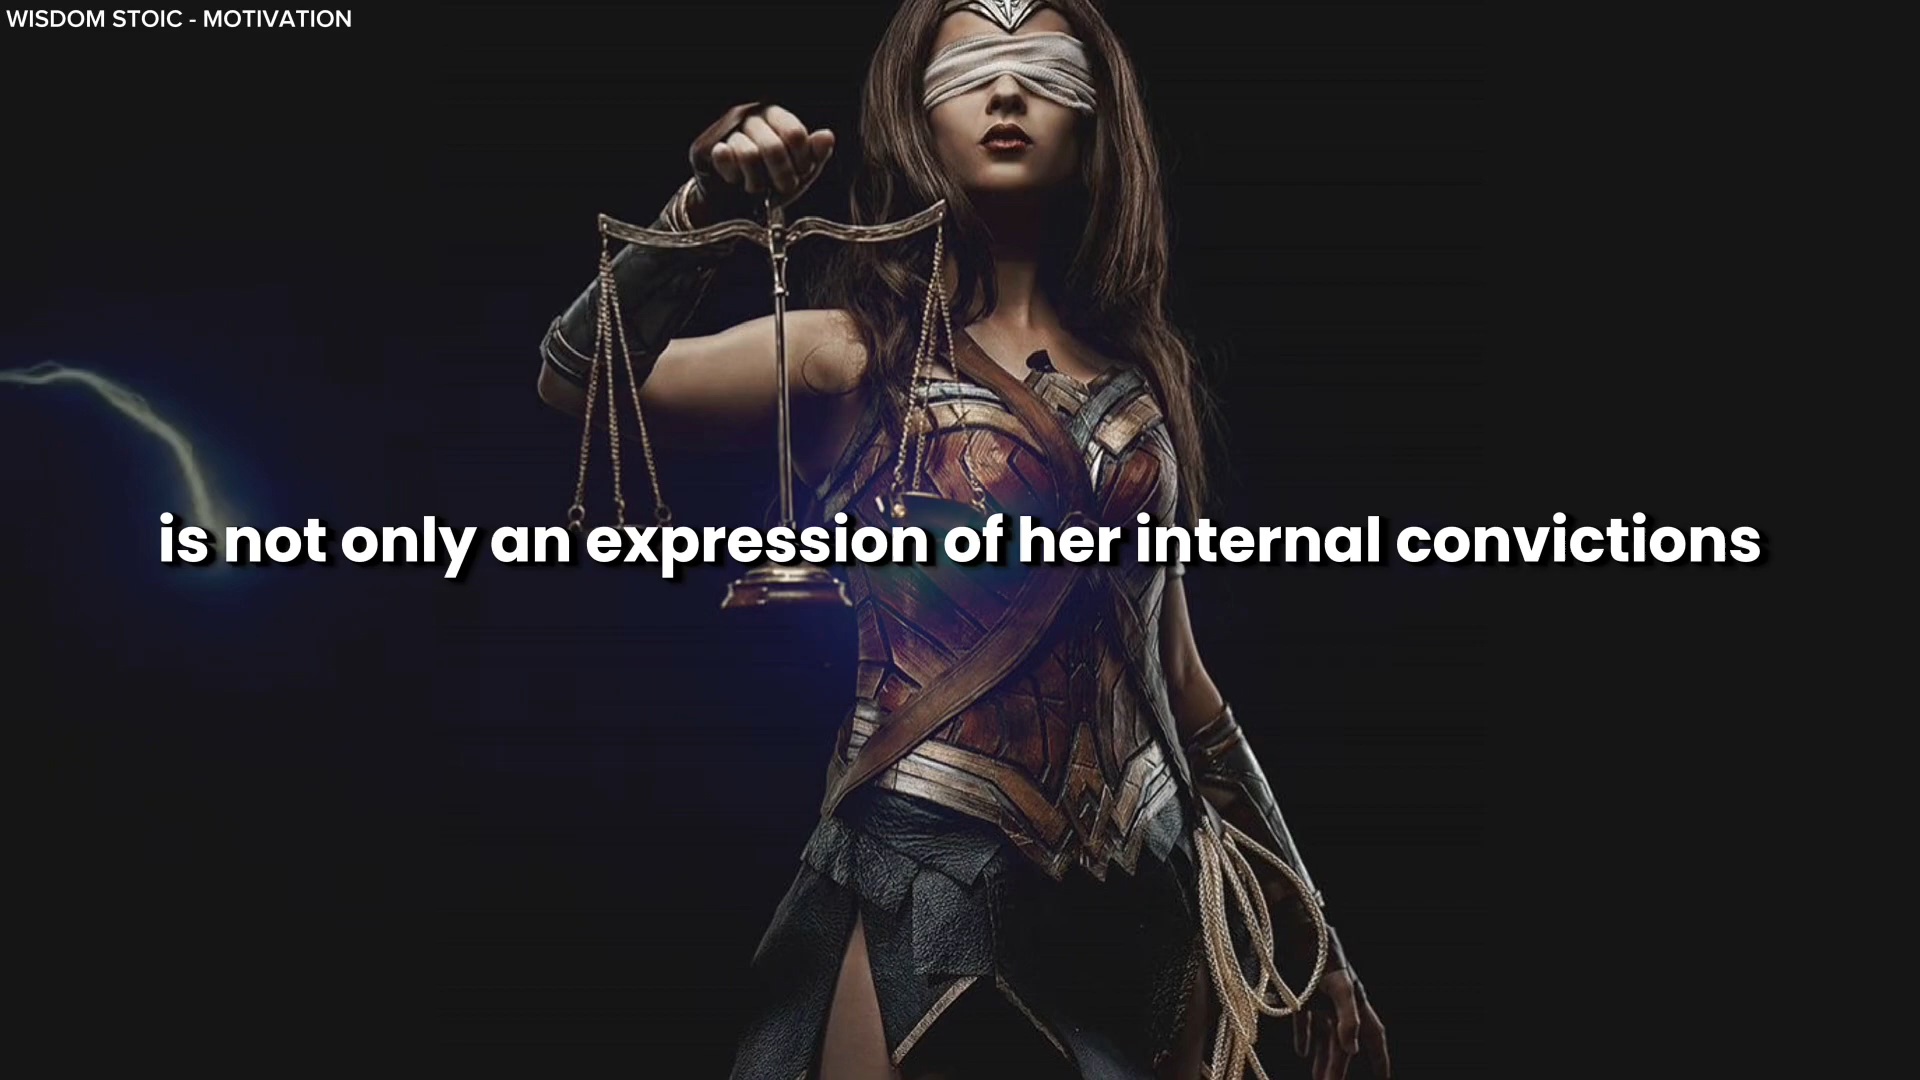 WISDOM STOIC - MOTIVATION
is not only an expression of her internal convictions